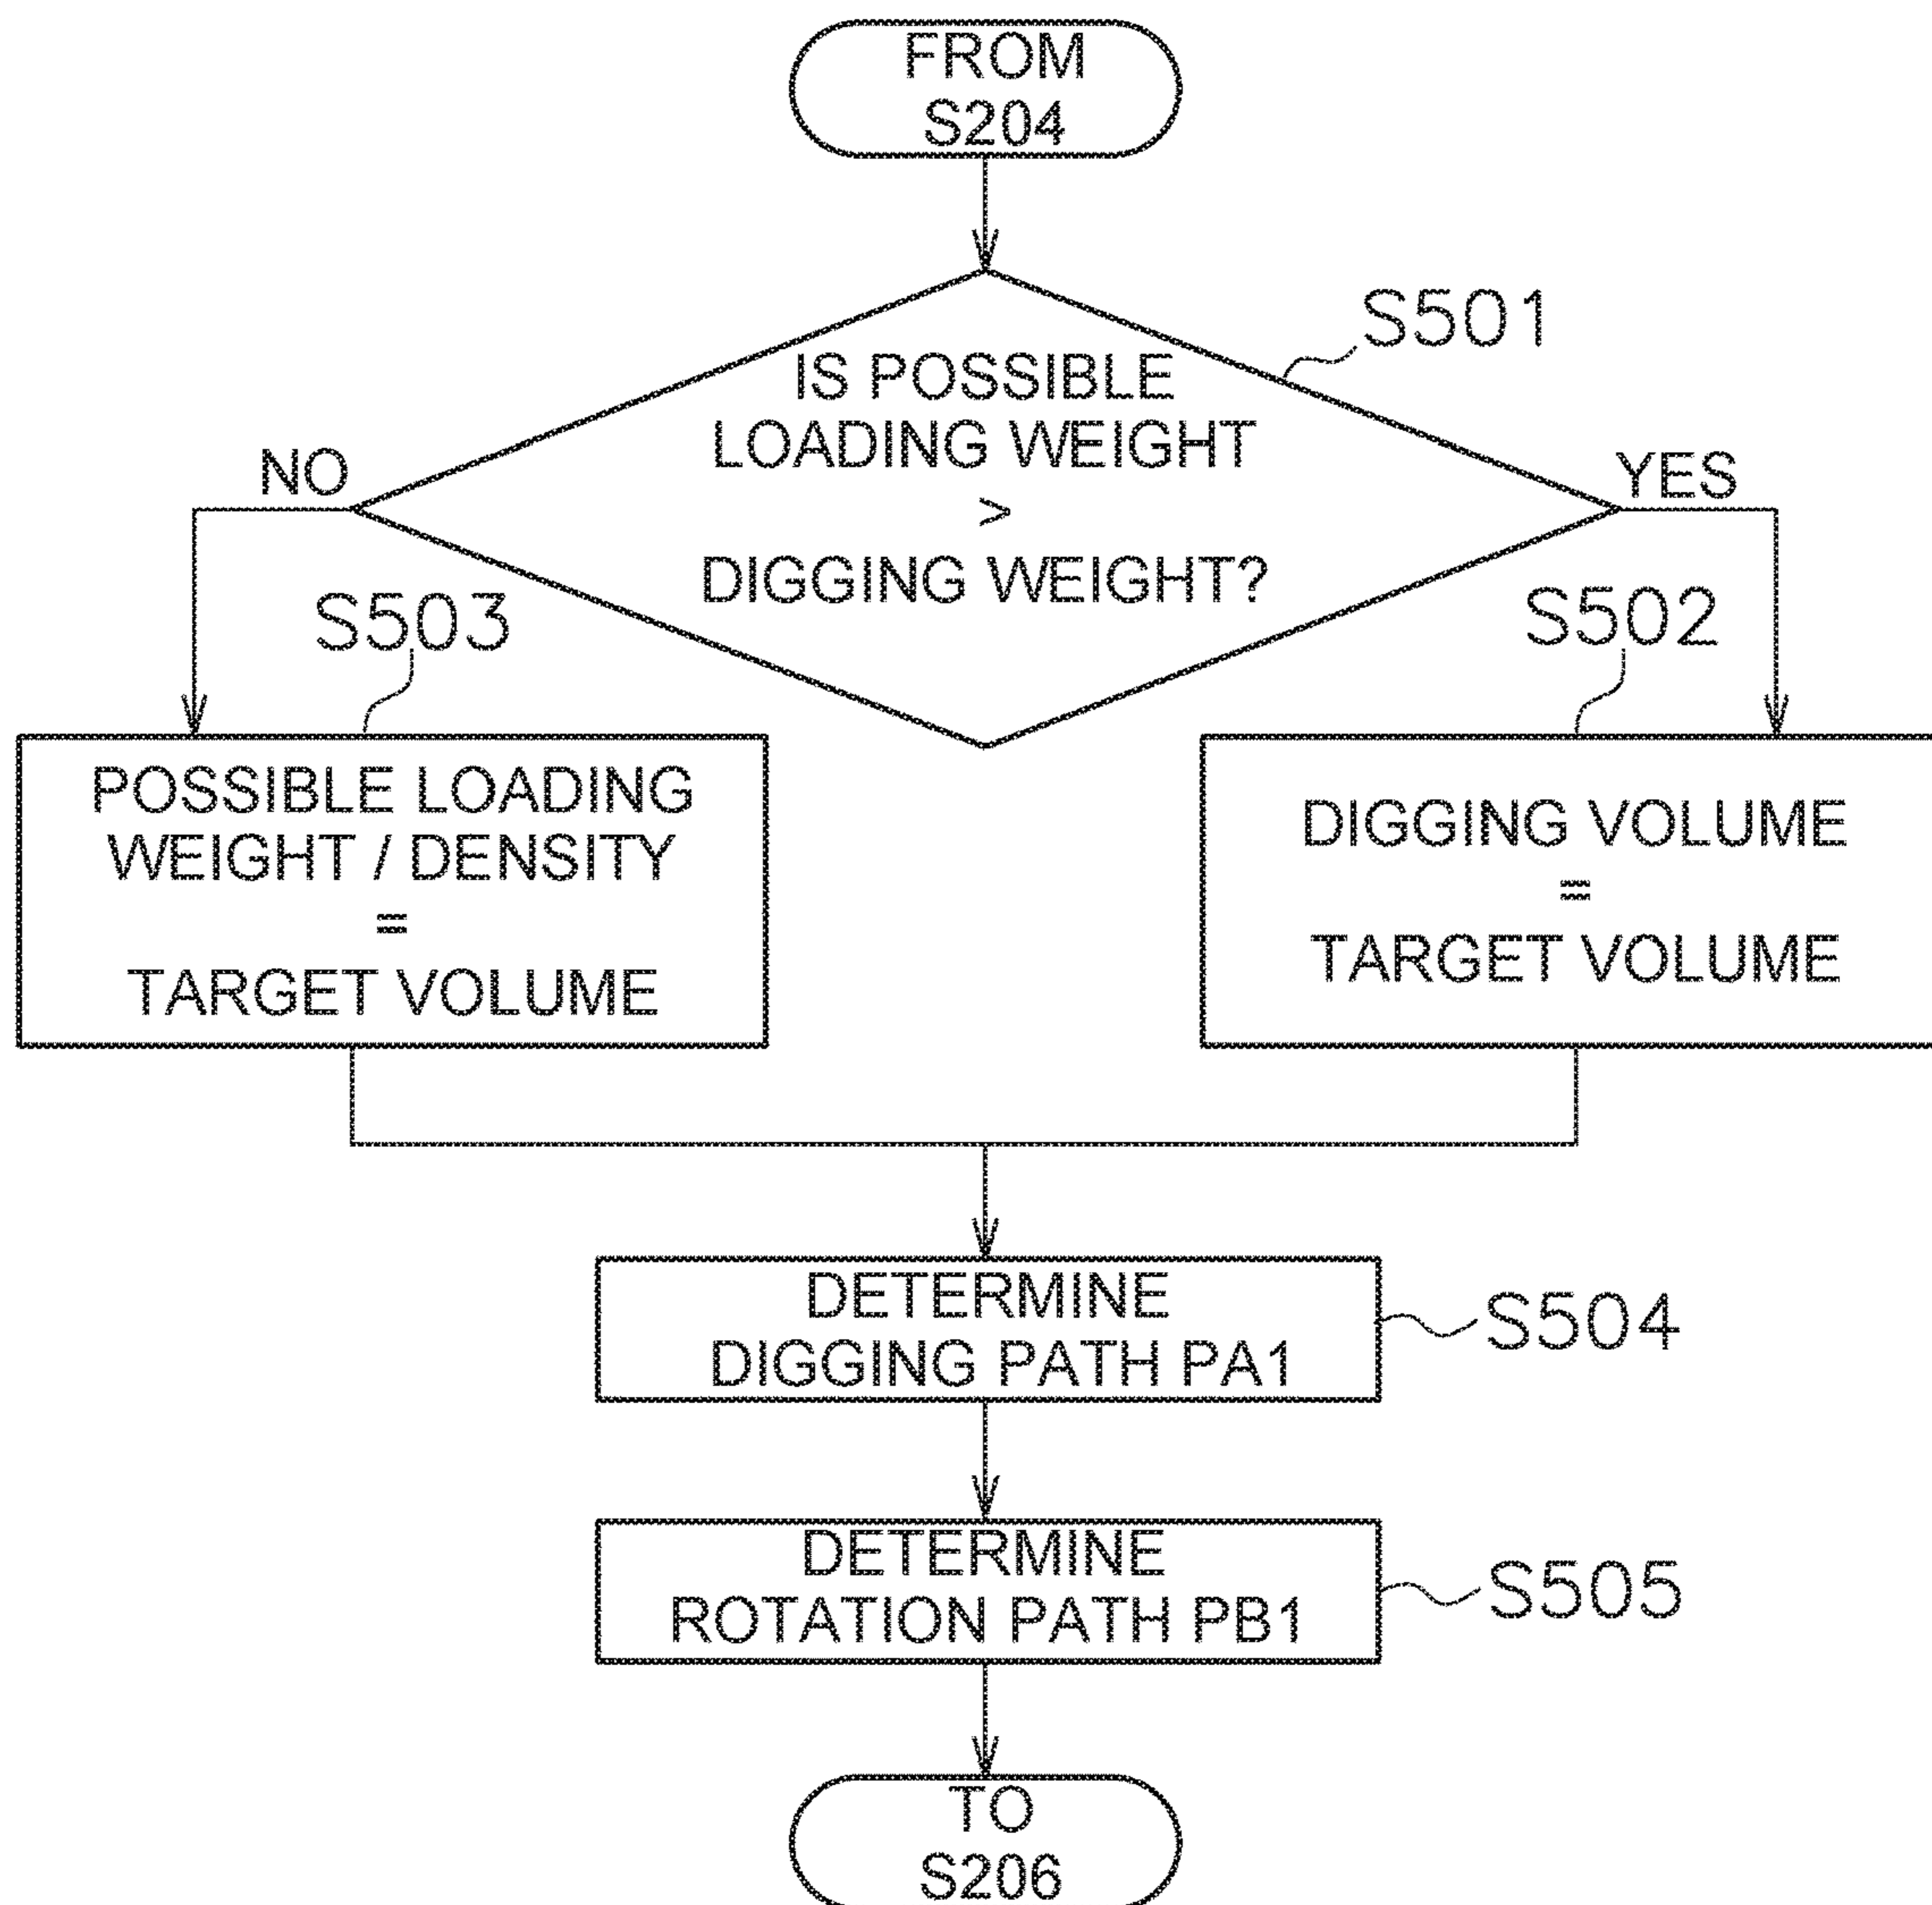 FROM
S204
S501
IS POSSIBLE
LOADING WEIGHT
>
DIGGING WEIGHT?
NO
YES
S503
S502
POSSIBLE LOADING
WEIGHT / DENSITY
=
TARGET VOLUME
DIGGING VOLUME
=
TARGET VOLUME
DETERMINE
DIGGING PATH PA1
S504
DETERMINE
ROTATION PATH PB1
S505
TO
S206